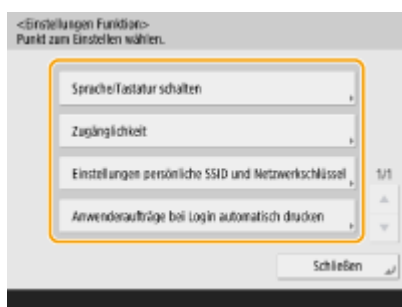 <Einstellungen Funktion>
Punkt zum Einstellen wählen.
Sprache/Tastatur schalten
Zugänglichkeit
Einstellungen persönliche SSID und Netzwerkschlüssel
1/1
Anwenderaufträge bei Login automatisch drucken
Schließen